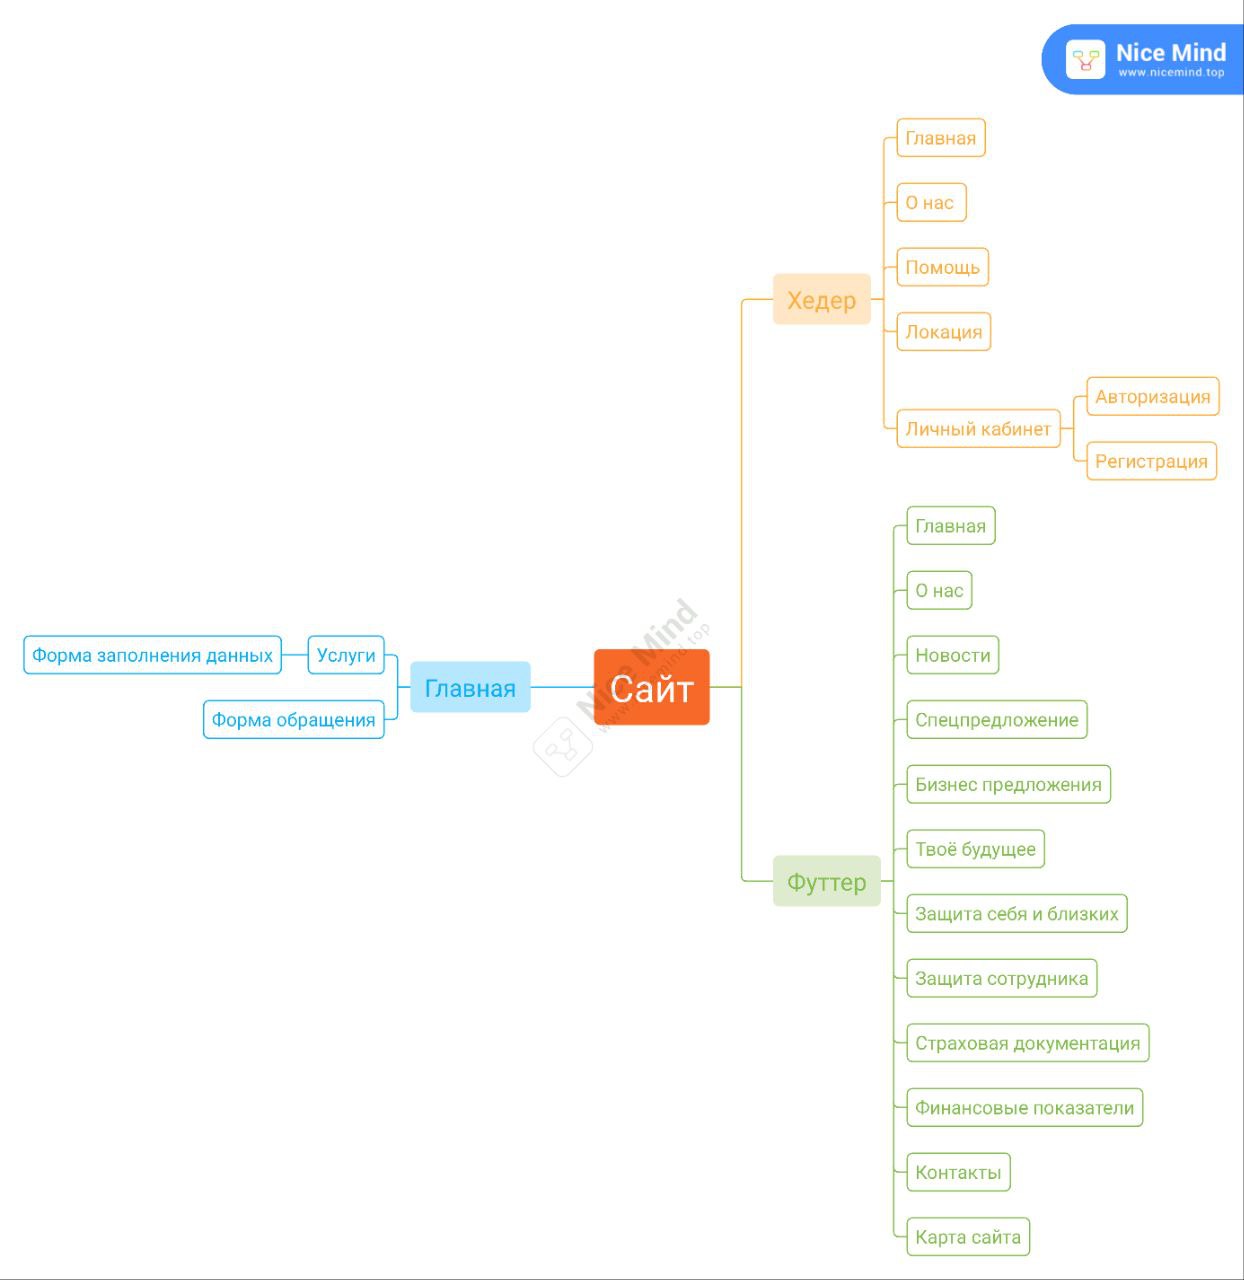 Nice Mind
www.nicemind.top
Главная
О нас
Помощь
Хедер
Локация
Авторизация
Личный кабинет
Регистрация
Главная
О нас
Новости
Спецпредложение
Бизнес предложения
Твоё будущее
Футтер
Защита себя и близких
Защита сотрудника
Страховая документация
Финансовые показатели
Контакты
Карта сайта
Сайт
Главная
Услуги
Форма заполнения данных
Форма обращения
Nice Mind
www.nicemind.top